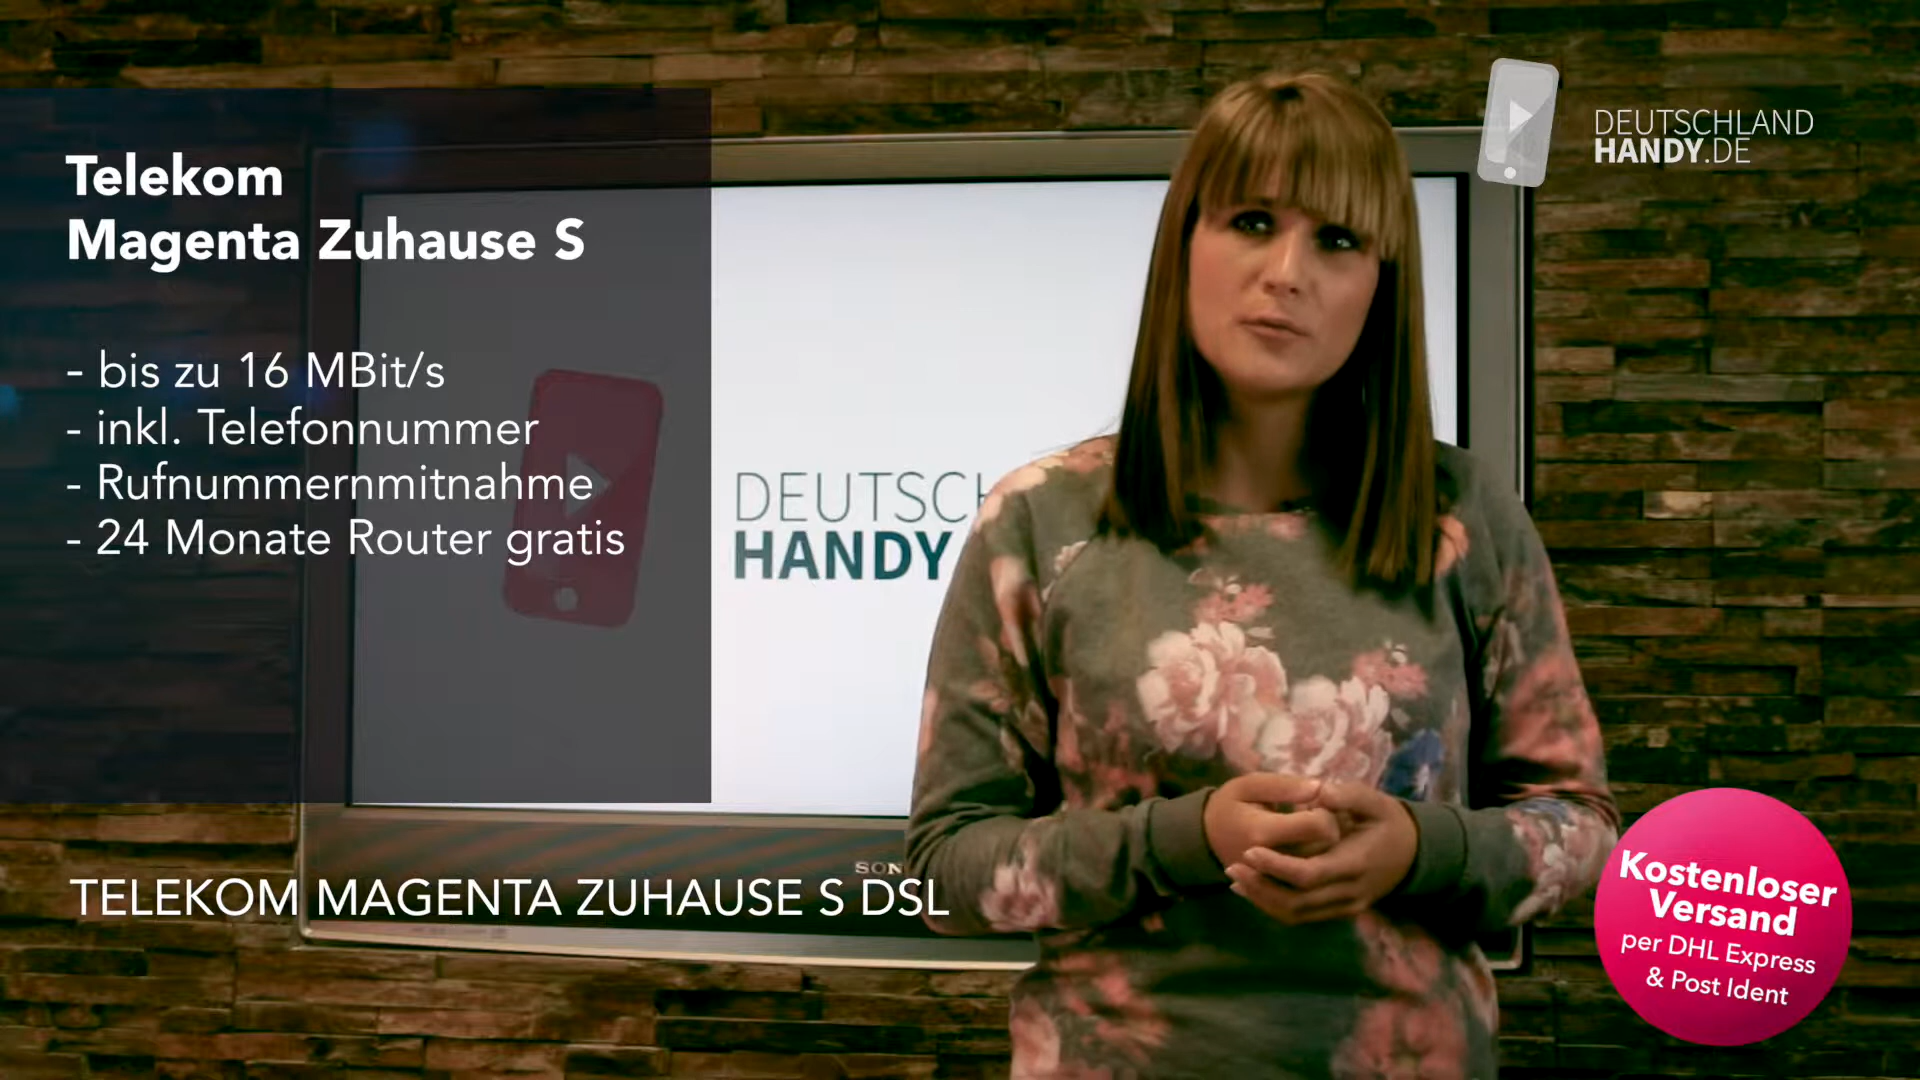 DEUTSCHLAND
HANDY.DE
Telekom
Magenta Zuhause S
- bis zu 16 MBit/s
- inkl. Telefonnummer
- Rufnummernmitnahme
- 24 Monate Router gratis
DEUTSCH
HANDY
SON
TELEKOM MAGENTA ZUHAUSE S DSL
Kostenloser
Versand
per DHL Express
& Post Ident